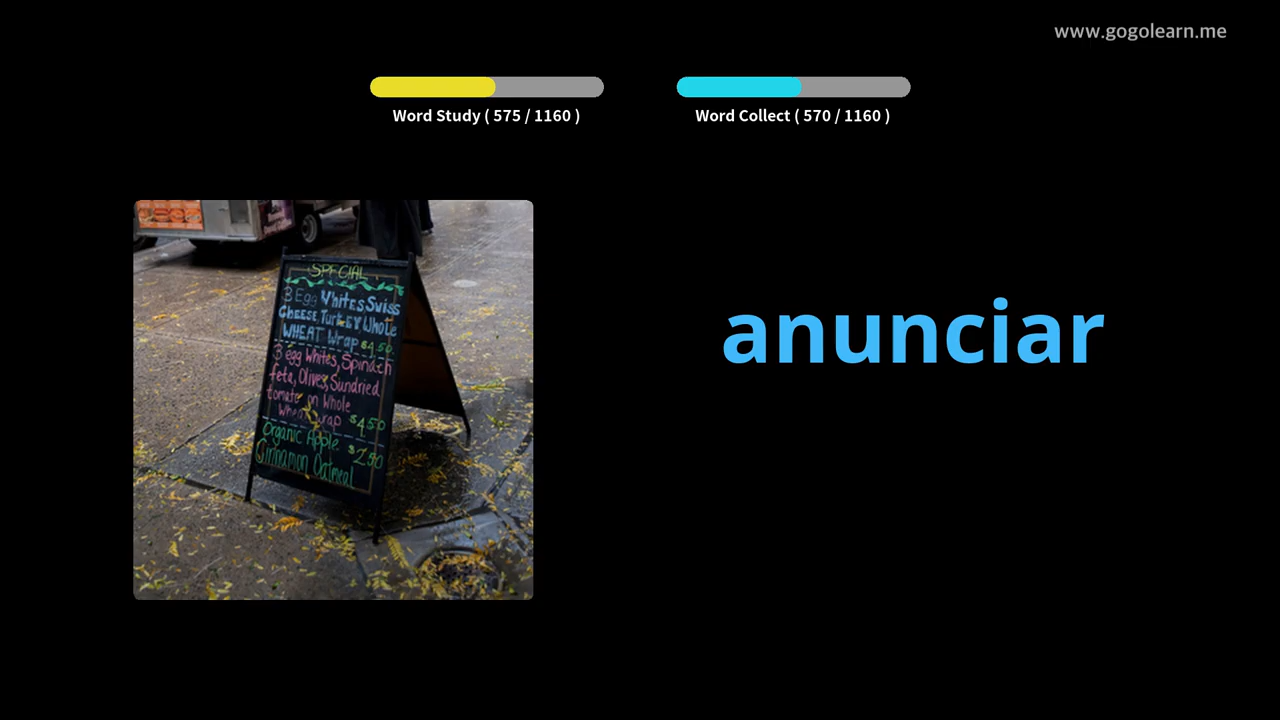 www.gogolearn.me
Word Study ( 575 / 1160 )
Word Collect ( 570 / 1160 )
SPECIAL
3 Egg Whites, Swiss
Cheese, Turkey Whole
WHEAT Wrap $4.50
3 egg Whites, Spinach
feta, Olives, Sundried
tomato on Whole
Wheat wrap $4.50
Organic Apple
Cinnamon Oatmeal $2.50
anunciar